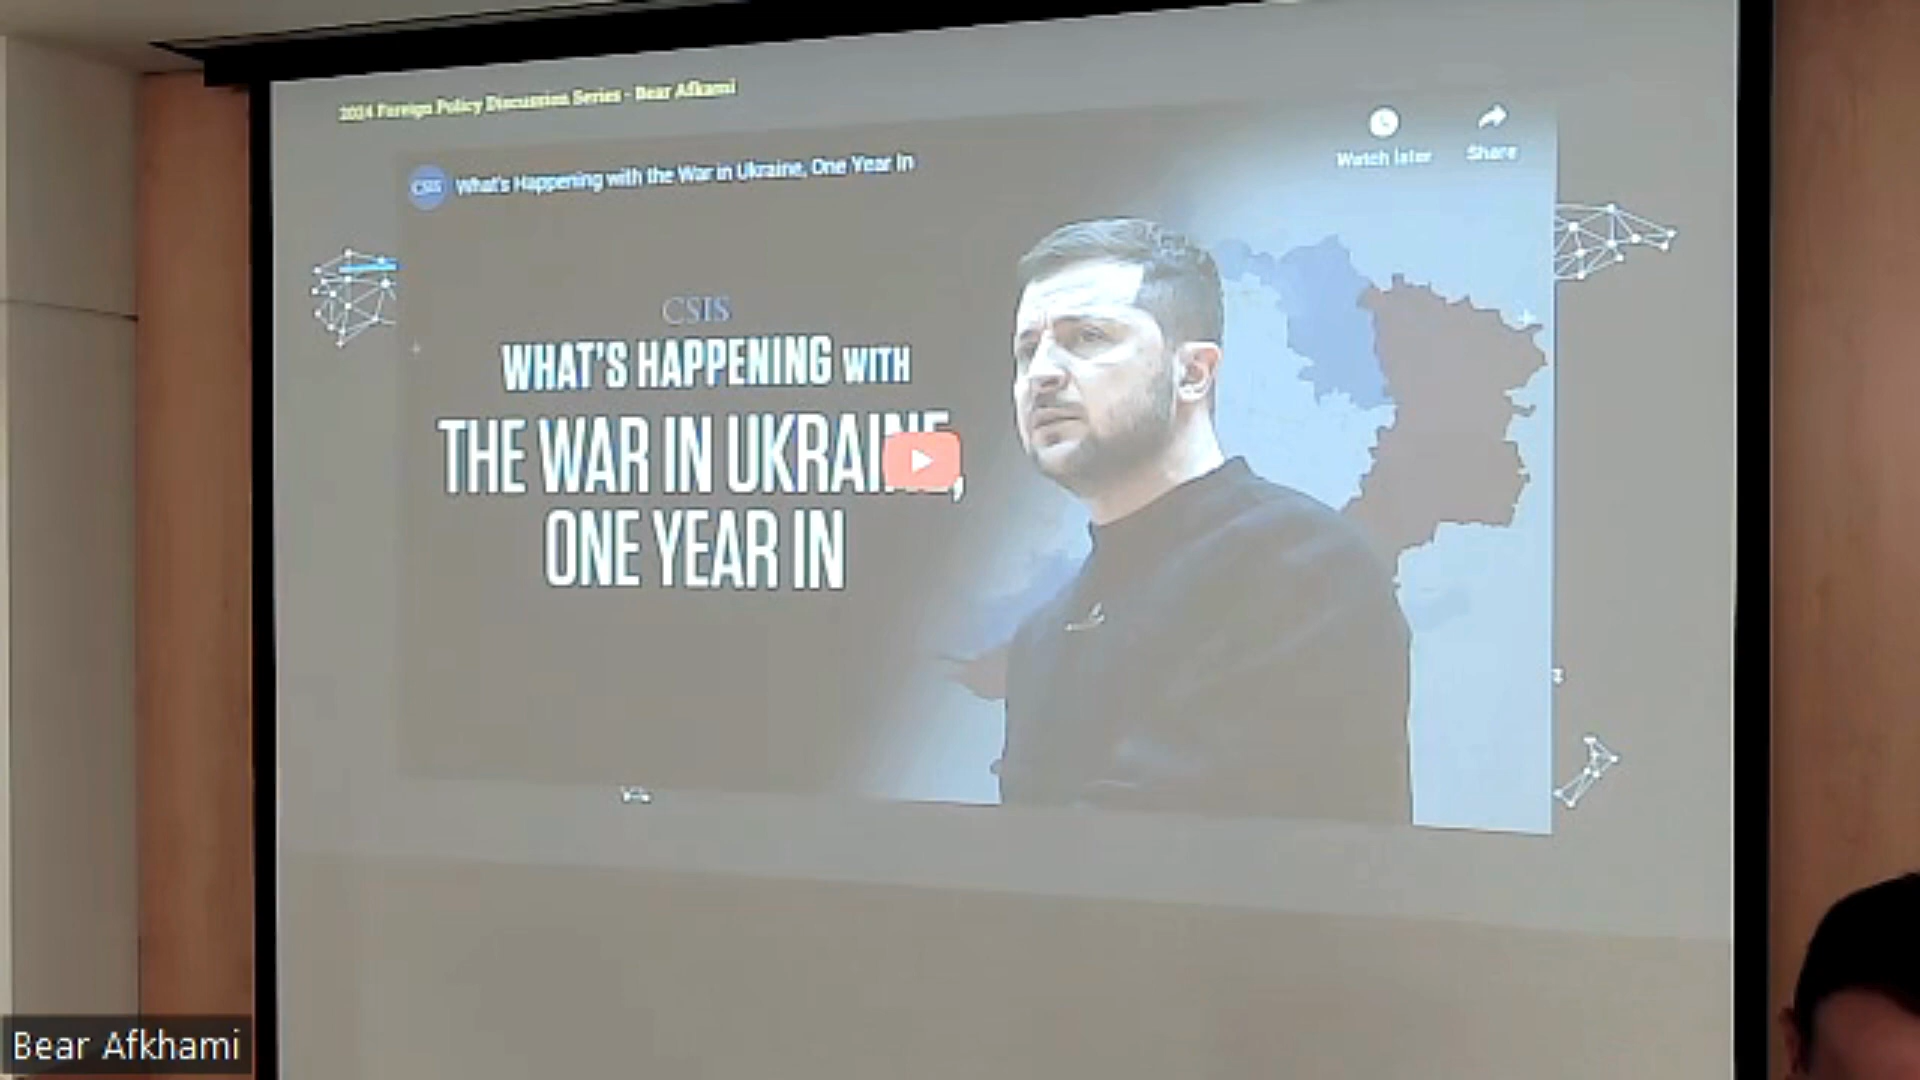 2024 Foreign Policy Discussion Series - Bear Afkami
CSIS What's Happening with the War in Ukraine, One Year In
Watch later
Share
CSIS
WHAT'S HAPPENING WITH
THE WAR IN UKRAINE,
ONE YEAR IN
Bear Afkhami